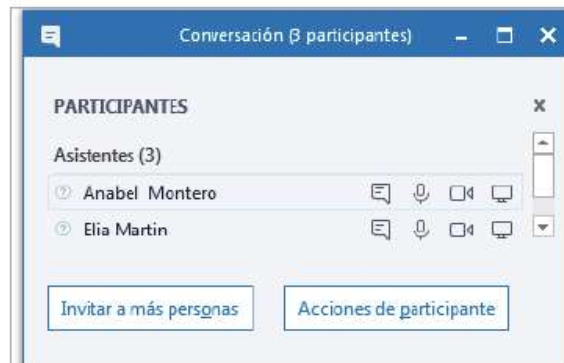 Conversación (3 participantes)
PARTICIPANTES
Asistentes (3)
Anabel Montero
Elia Martin
Invitar a más personas
Acciones de participante